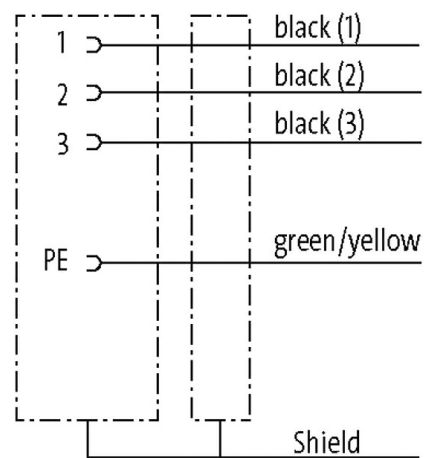 1 black (1)
2 black (2)
3 black (3)
PE green/yellow
Shield